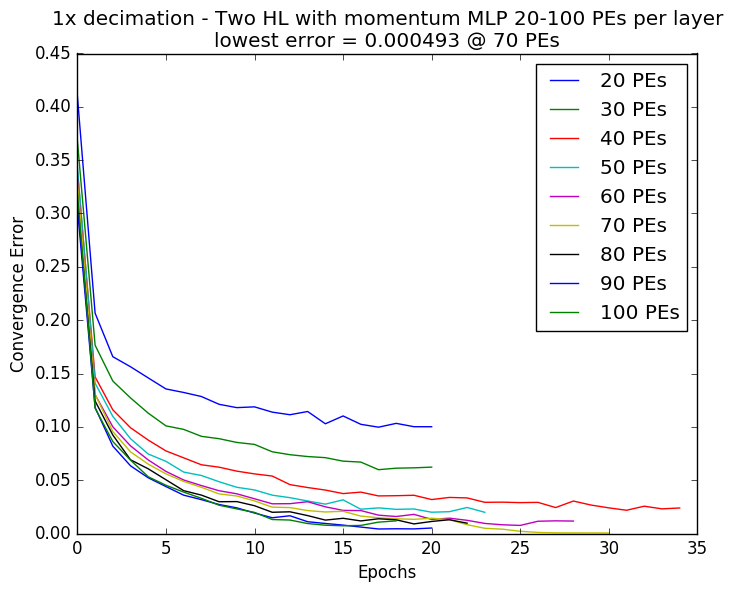 1x decimation - Two HL with momentum MLP 20-100 PEs per layer
lowest error = 0.000493 @ 70 PEs
0.45
0.40
0.35
0.30
0.25
0.20
0.15
0.10
0.05
0.00
Convergence Error
20 PEs
30 PEs
40 PEs
50 PEs
60 PEs
70 PEs
80 PEs
90 PEs
100 PEs
0 5 10 15 20 25 30 35
Epochs